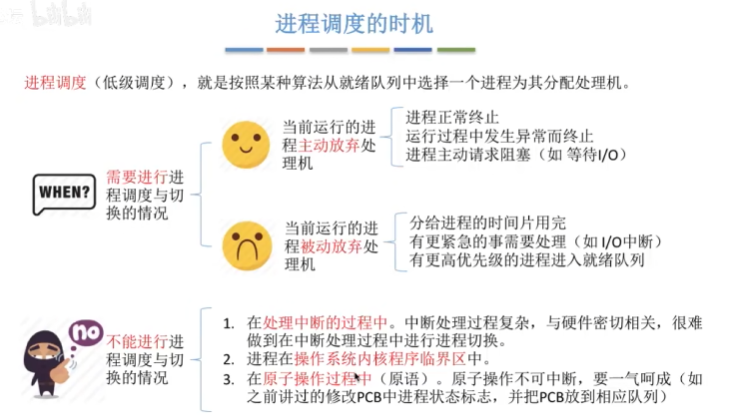 bilibili
进程调度的时机
进程调度（低级调度），就是按照某种算法从就绪队列中选择一个进程为其分配处理机。
WHEN?
需要进行进
程调度与切
换的情况
当前运行的进
程主动放弃处
理机
进程正常终止
运行过程中发生异常而终止
进程主动请求阻塞（如 等待I/O）
当前运行的进
程被动放弃处
理机
分给进程的时间片用完
有更紧急的事需要处理（如 I/O中断）
有更高优先级的进程进入就绪队列
no
不能进行进
程调度与切
换的情况
1. 在处理中断的过程中。中断处理过程复杂，与硬件密切相关，很难
做到在中断处理过程中进行进程切换。
2. 进程在操作系统内核程序临界区中。
3. 在原子操作过程中（原语）。原子操作不可中断，要一气呵成（如
之前讲过的修改PCB中进程状态标志，并把PCB放到相应队列）